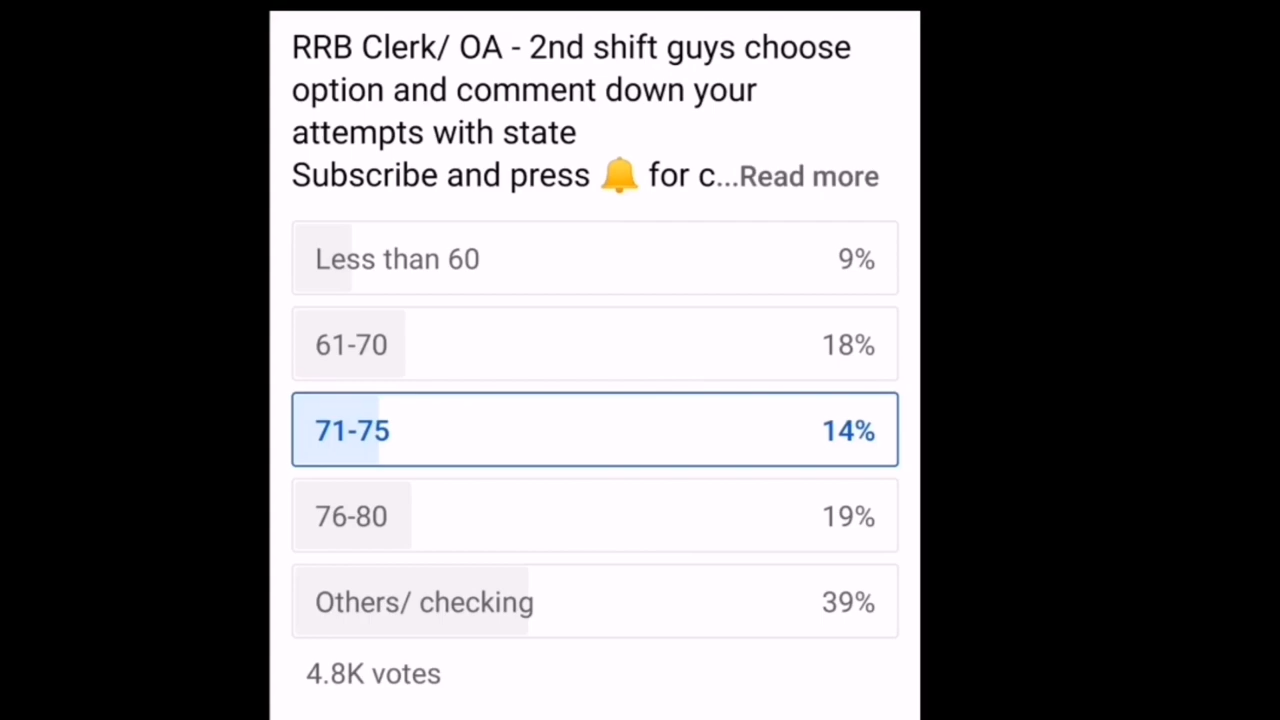 RRB Clerk/ OA - 2nd shift guys choose
option and comment down your
attempts with state
Subscribe and press 🔔 for c...Read more
Less than 60 9%
61-70 18%
71-75 14%
76-80 19%
Others/ checking 39%
4.8K votes